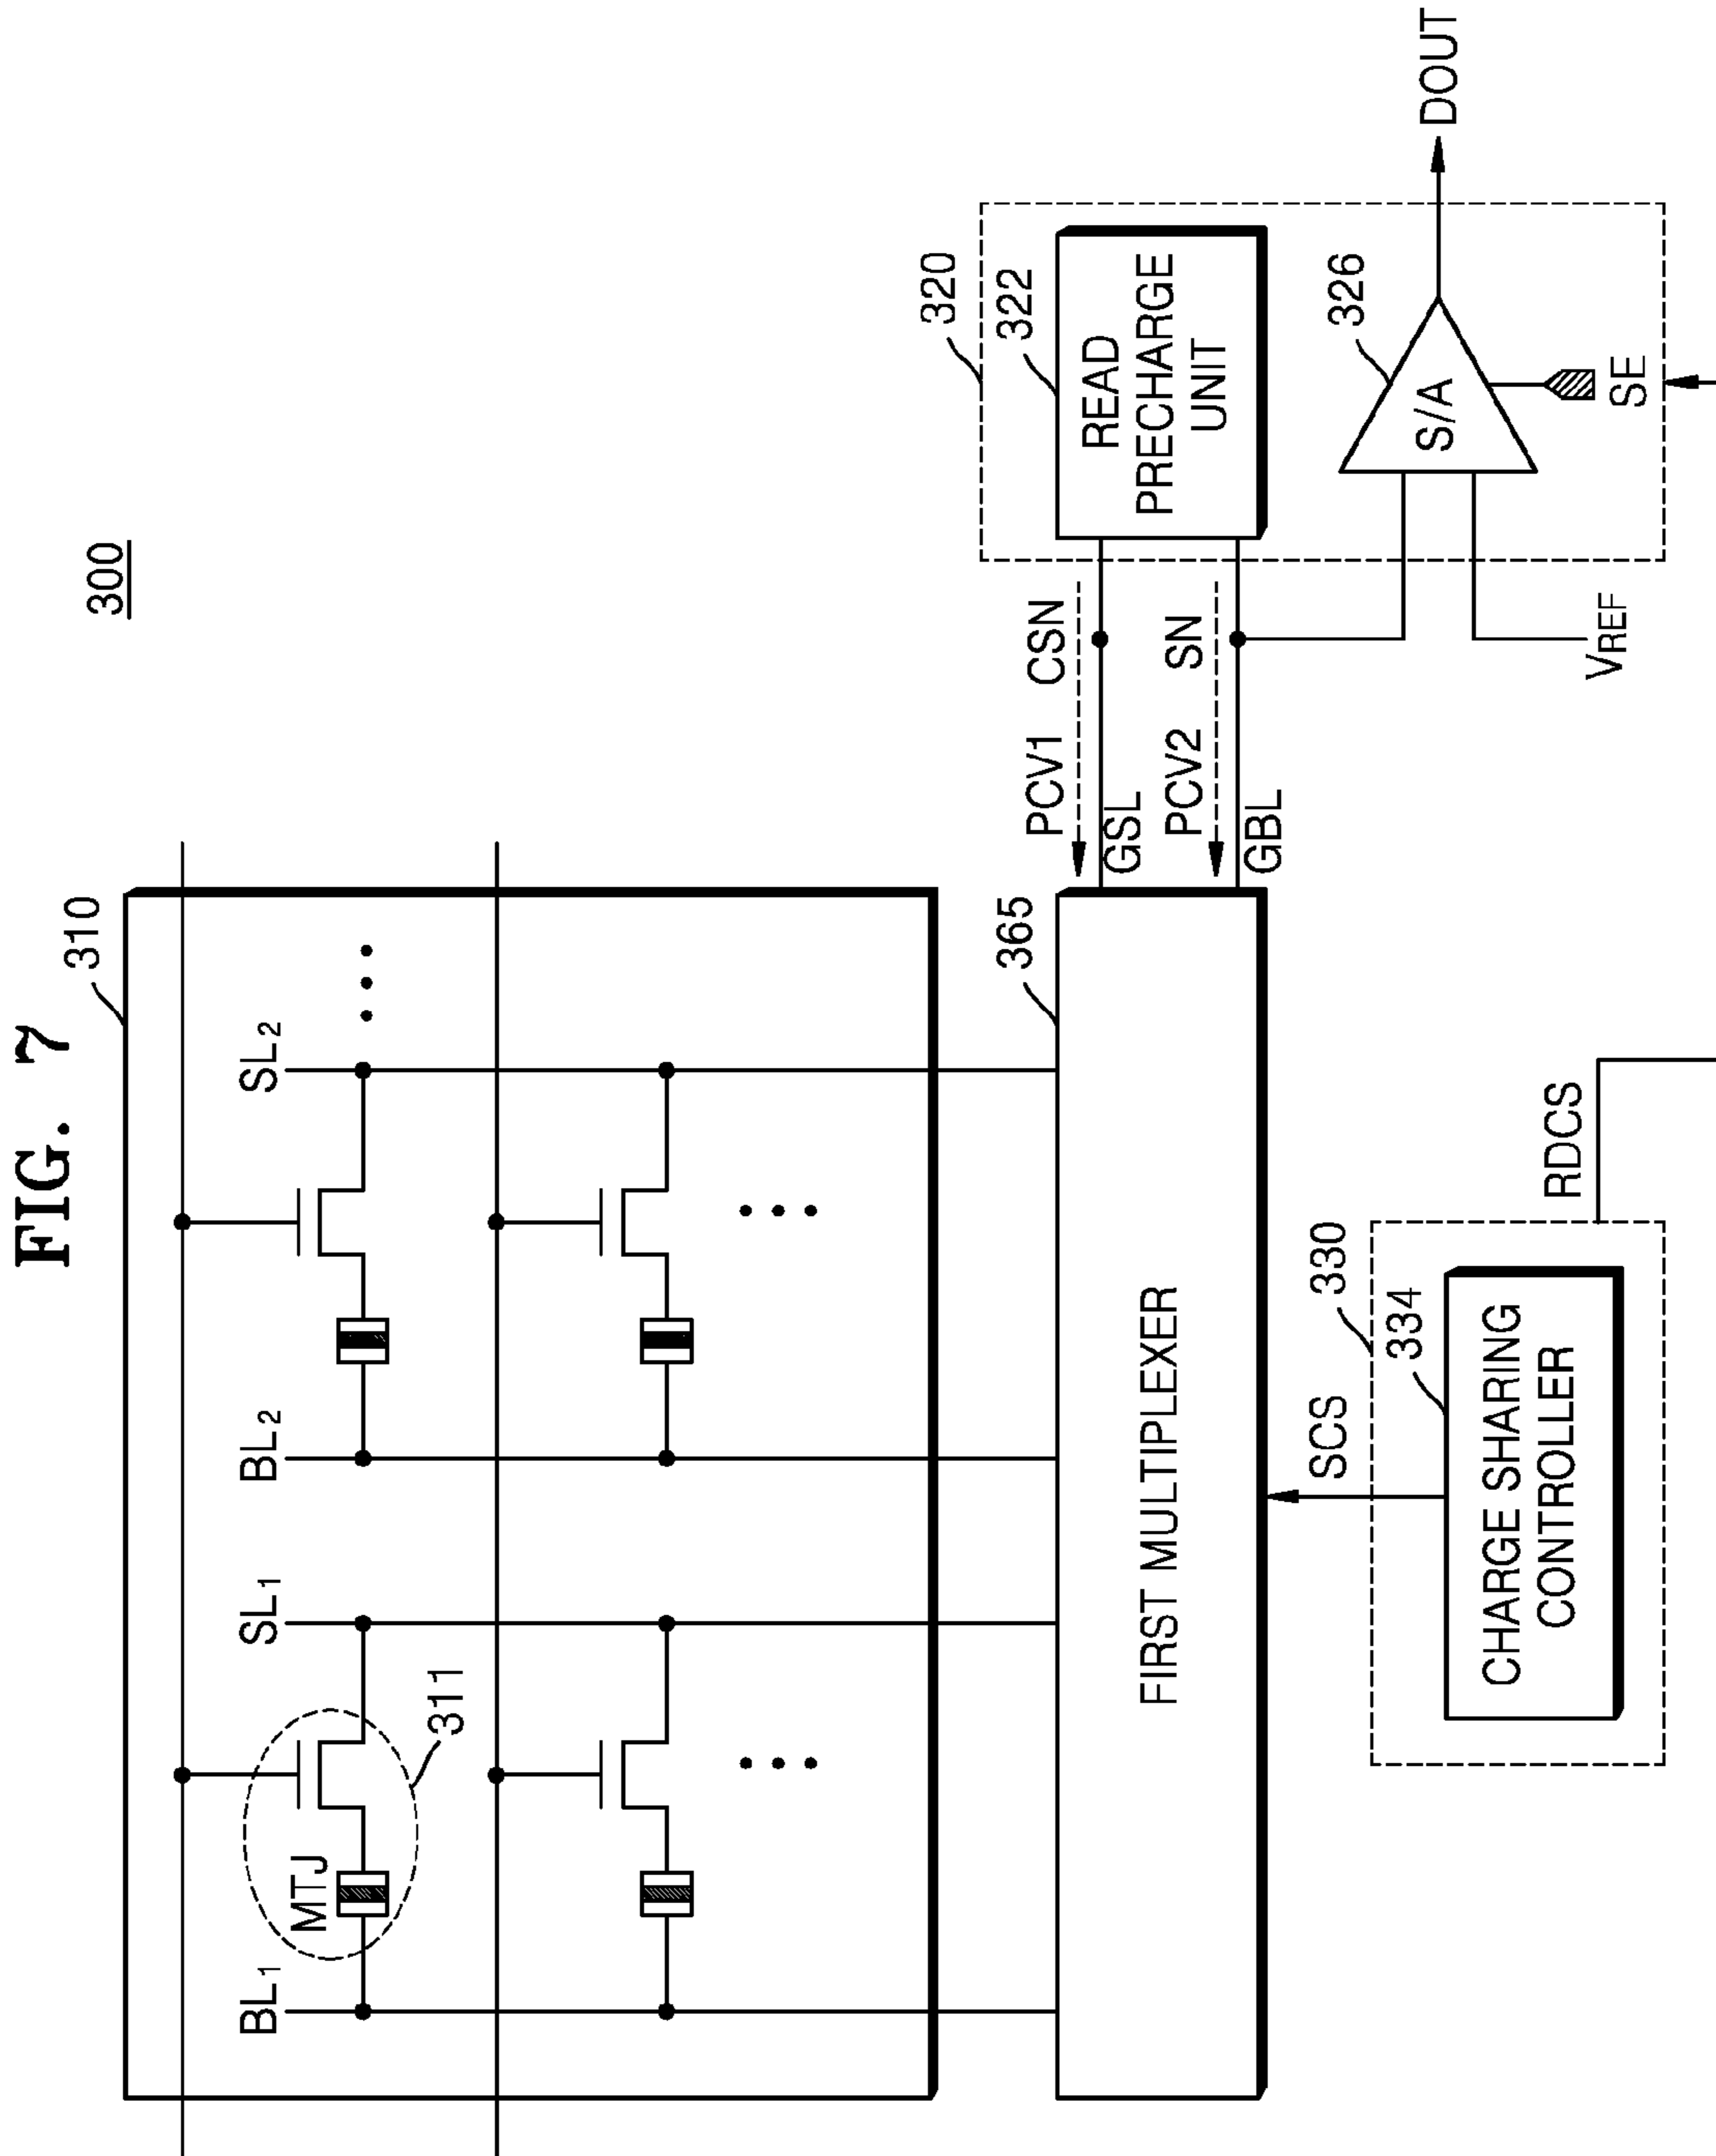 FIG. 7
300
310
BL1
SL1
BL2
SL2
MTJ
311
365
FIRST MULTIPLEXER
PCV1
CSN
GSL
PCV2
SN
GBL
320
322
READ
PRECHARGE
UNIT
326
S/A
SE
DOUT
VREF
SCS
330
334
CHARGE SHARING
CONTROLLER
RDCS